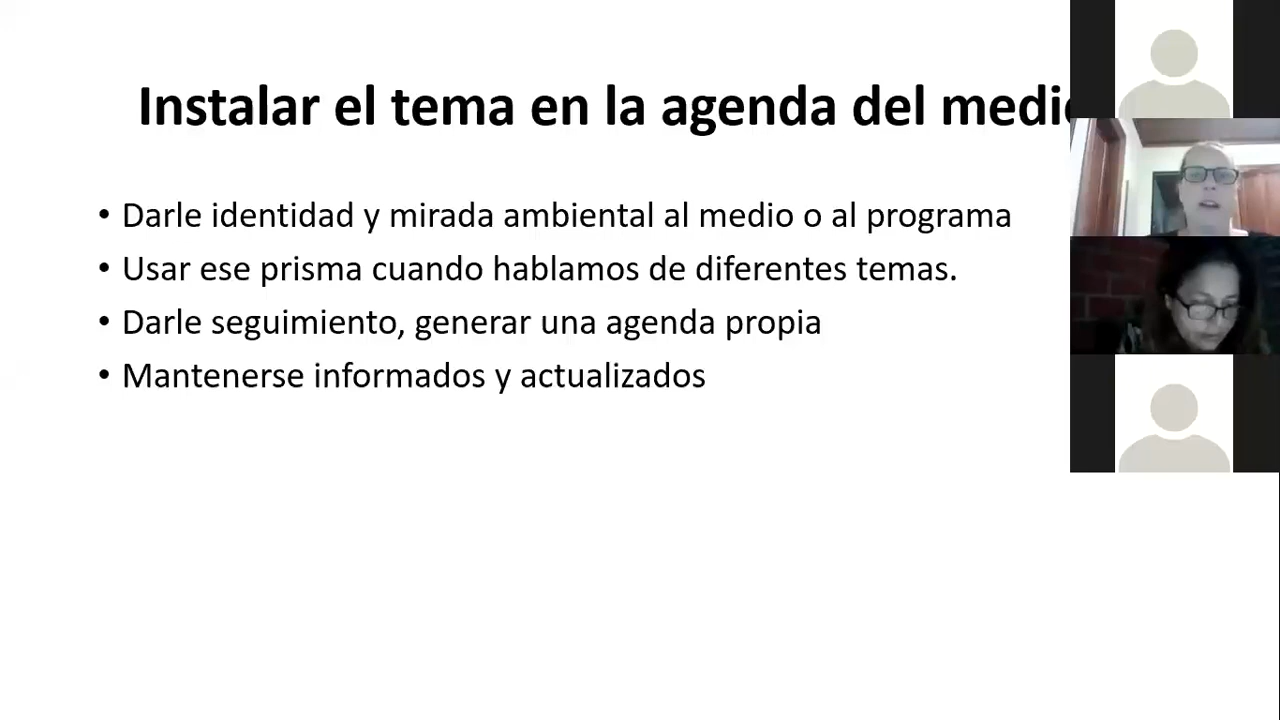 Instalar el tema en la agenda del medio
• Darle identidad y mirada ambiental al medio o al programa
• Usar ese prisma cuando hablamos de diferentes temas.
• Darle seguimiento, generar una agenda propia
• Mantenerse informados y actualizados